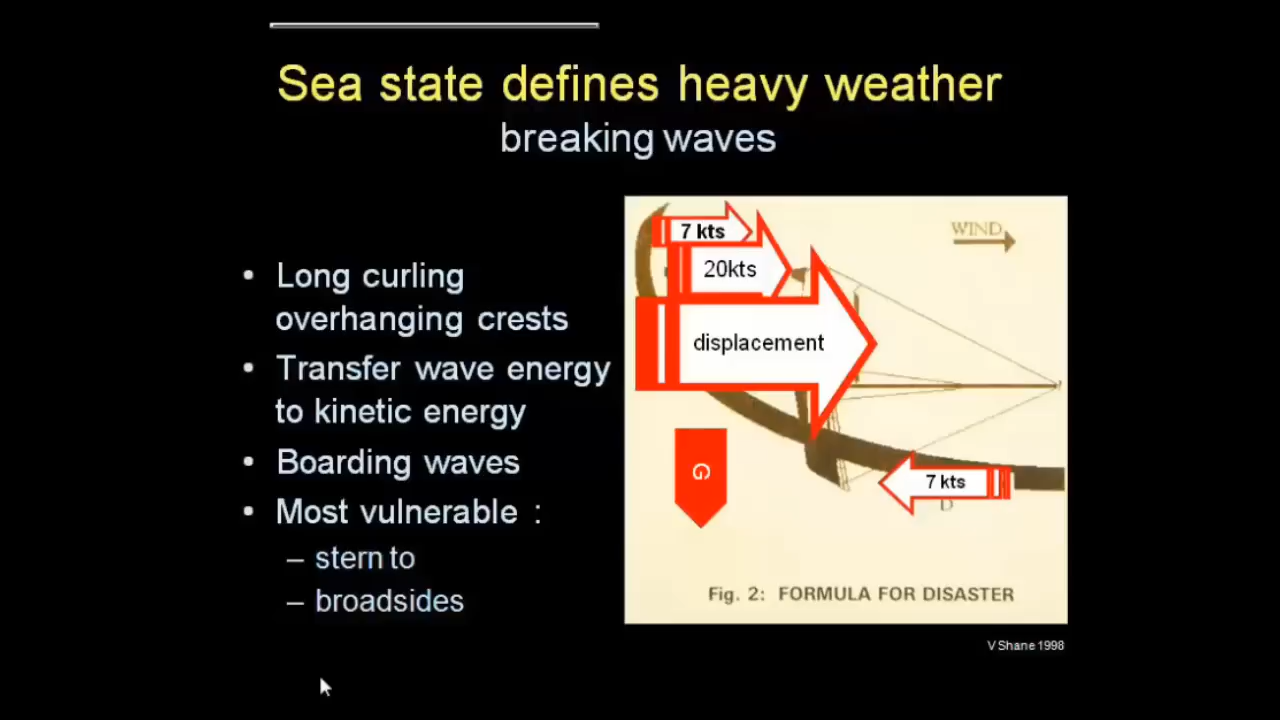 Sea state defines heavy weather
breaking waves
• Long curling
overhanging crests
• Transfer wave energy
to kinetic energy
• Boarding waves
• Most vulnerable :
– stern to
– broadsides
WIND
7 kts
20kts
displacement
G
7 kts
D
Fig. 2: FORMULA FOR DISASTER
V Shane 1998